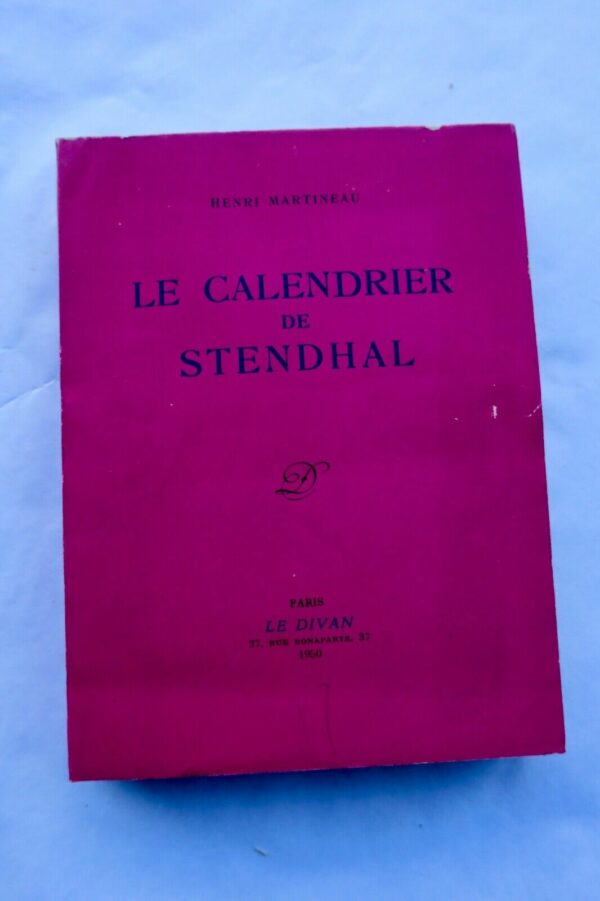 HENRI MARTINEAU
LE CALENDRIER
DE
STENDHAL
D
PARIS
LE DIVAN
37, RUE BONAPARTE, 37
1950